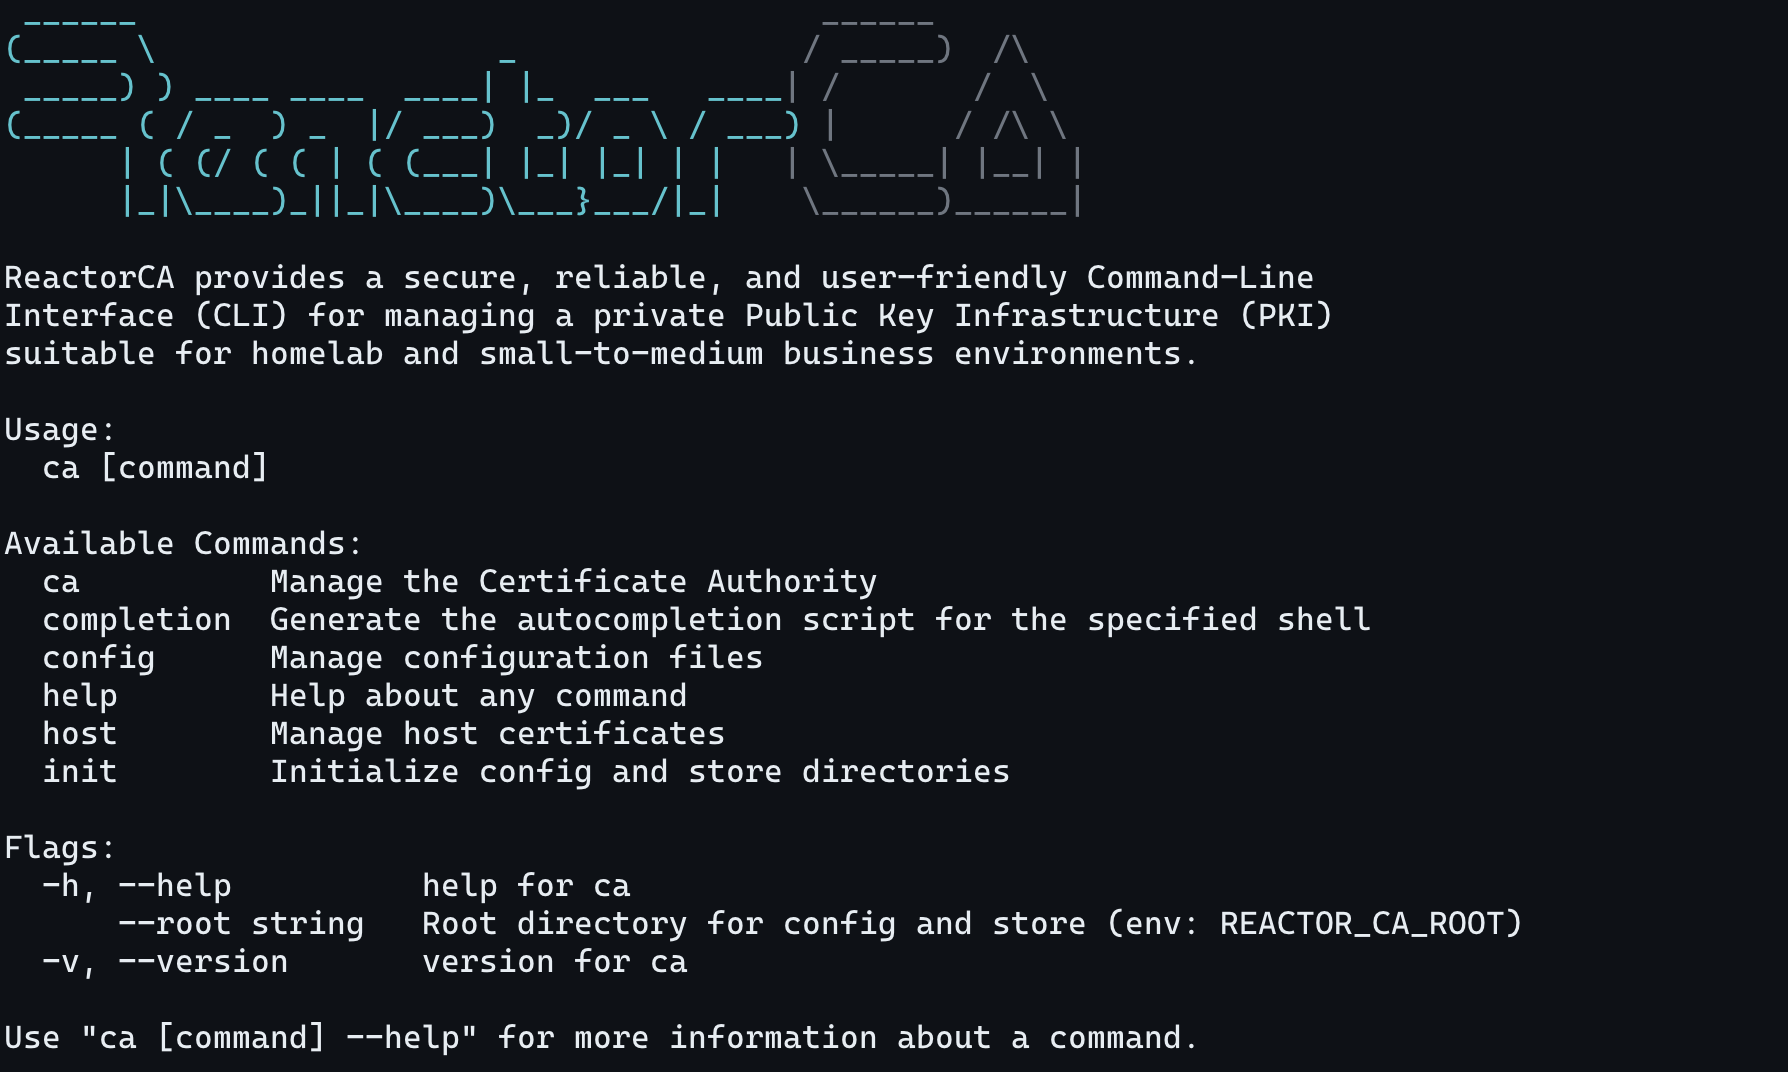 ReactorCA
ReactorCA provides a secure, reliable, and user-friendly Command-Line
Interface (CLI) for managing a private Public Key Infrastructure (PKI)
suitable for homelab and small-to-medium business environments.
Usage:
  ca [command]
Available Commands:
  ca          Manage the Certificate Authority
  completion  Generate the autocompletion script for the specified shell
  config      Manage configuration files
  help        Help about any command
  host        Manage host certificates
  init        Initialize config and store directories
Flags:
  -h, --help          help for ca
      --root string   Root directory for config and store (env: REACTOR_CA_ROOT)
  -v, --version       version for ca
Use "ca [command] --help" for more information about a command.